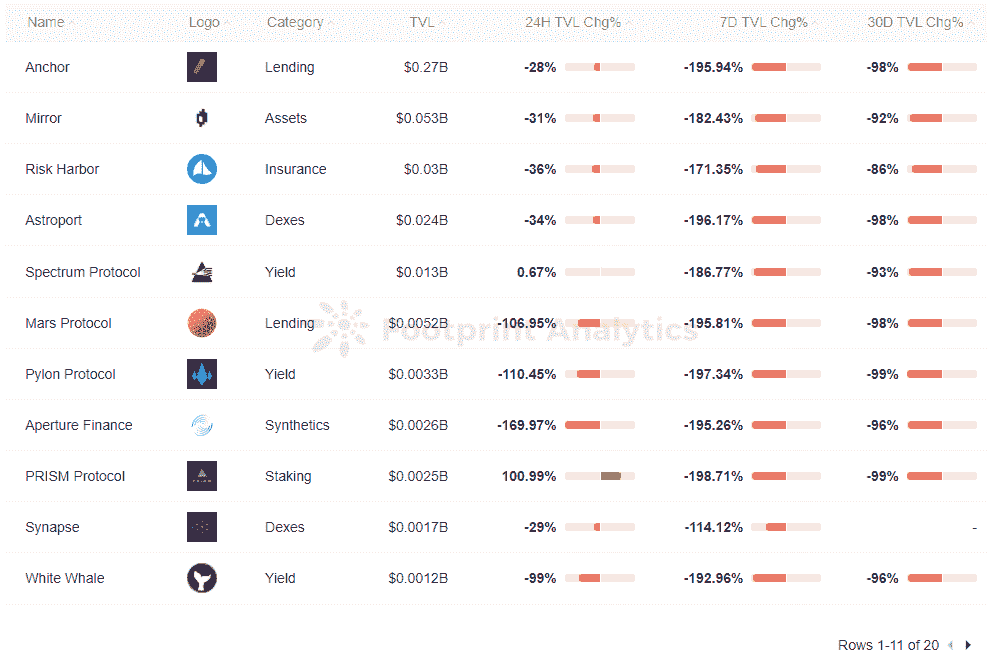 Name Logo Category TVL 24H TVL Chg% 7D TVL Chg% 30D TVL Chg%
Anchor Lending $0.27B -28% -195.94% -98%
Mirror Assets $0.053B -31% -182.43% -92%
Risk Harbor Insurance $0.03B -36% -171.35% -86%
Astroport Dexes $0.024B -34% -196.17% -98%
Spectrum Protocol Yield $0.013B 0.67% -186.77% -93%
Mars Protocol Lending $0.0052B -106.95% -195.81% -98%
Footprint Analytics
Pylon Protocol Yield $0.0033B -110.45% -197.34% -99%
Aperture Finance Synthetics $0.0026B -169.97% -195.26% -96%
PRISM Protocol PRISM Staking $0.0025B 100.99% -198.71% -99%
Synapse Dexes $0.0017B -29% -114.12% -
White Whale Yield $0.0012B -99% -192.96% -96%
Rows 1-11 of 20